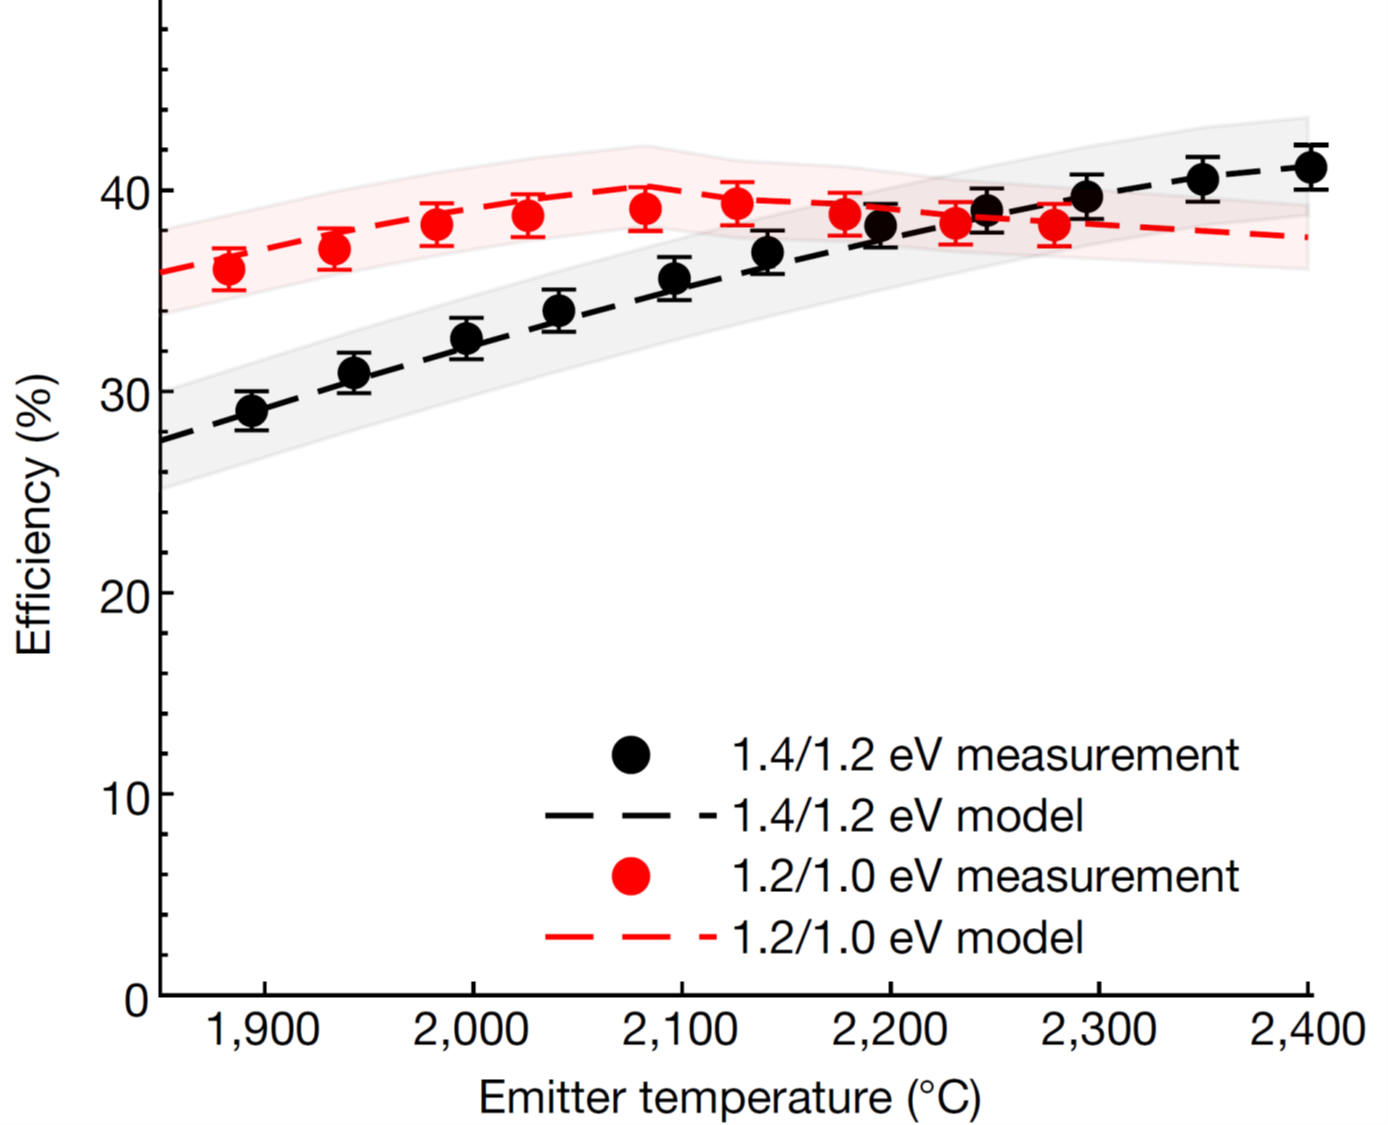 Efficiency (%)
40
30
20
10
0
1.4/1.2 eV measurement
1.4/1.2 eV model
1.2/1.0 eV measurement
1.2/1.0 eV model
1,900 2,000 2,100 2,200 2,300 2,400
Emitter temperature (°C)